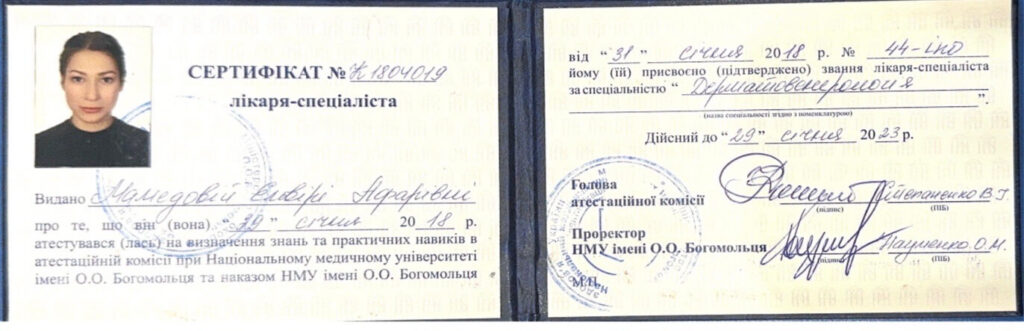 СЕРТИФІКАТ № К1804019
лікаря-спеціаліста
Видано Мамедовій Ельвірі
про те, що він (вона) "29" січня 2018 р.
атестувався (лась) на визначення знань та практичних навиків в
атестаційній комісії при Національному медичному університеті
імені О.О. Богомольця та наказом НМУ імені О.О. Богомольця
від "31" січня 2018 р. № 44-іно
йому (їй) присвоєно (підтверджено) звання лікаря-спеціаліста
за спеціальністю "Дерматовенерологія
".
(назва спеціальності згідно з номенклатурою)
Дійсний до "29" січня 2023 р.
Голова
атестаційної комісії
Степаненко В.І.
(підпис) (ПІБ)
Проректор
НМУ імені О.О. Богомольця
Науменко О.М.
(підпис) (ПІБ)
М.П.